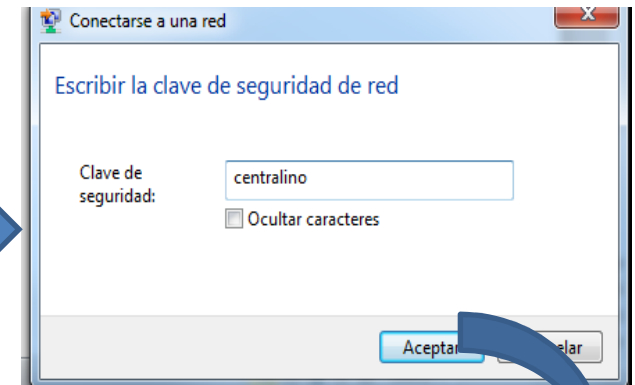 Conectarse a una red
X
Escribir la clave de seguridad de red
Clave de
seguridad:
centralino
Ocultar caracteres
Aceptar